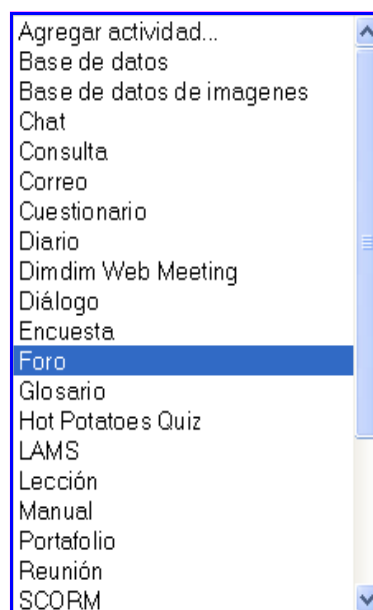 Agregar actividad...
Base de datos
Base de datos de imagenes
Chat
Consulta
Correo
Cuestionario
Diario
Dimdim Web Meeting
Diálogo
Encuesta
Foro
Glosario
Hot Potatoes Quiz
LAMS
Lección
Manual
Portafolio
Reunión
SCORM